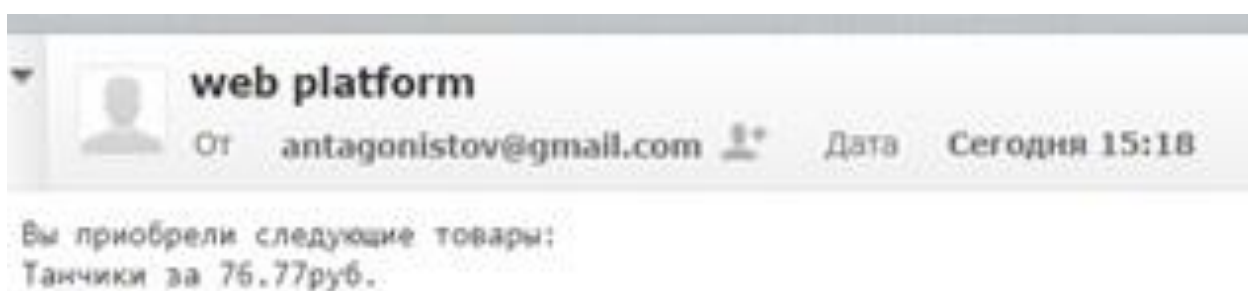 web platform
От antagonistov@gmail.com Дата Сегодня 15:18
Вы приобрели следующие товары:
Танчики за 76.77руб.